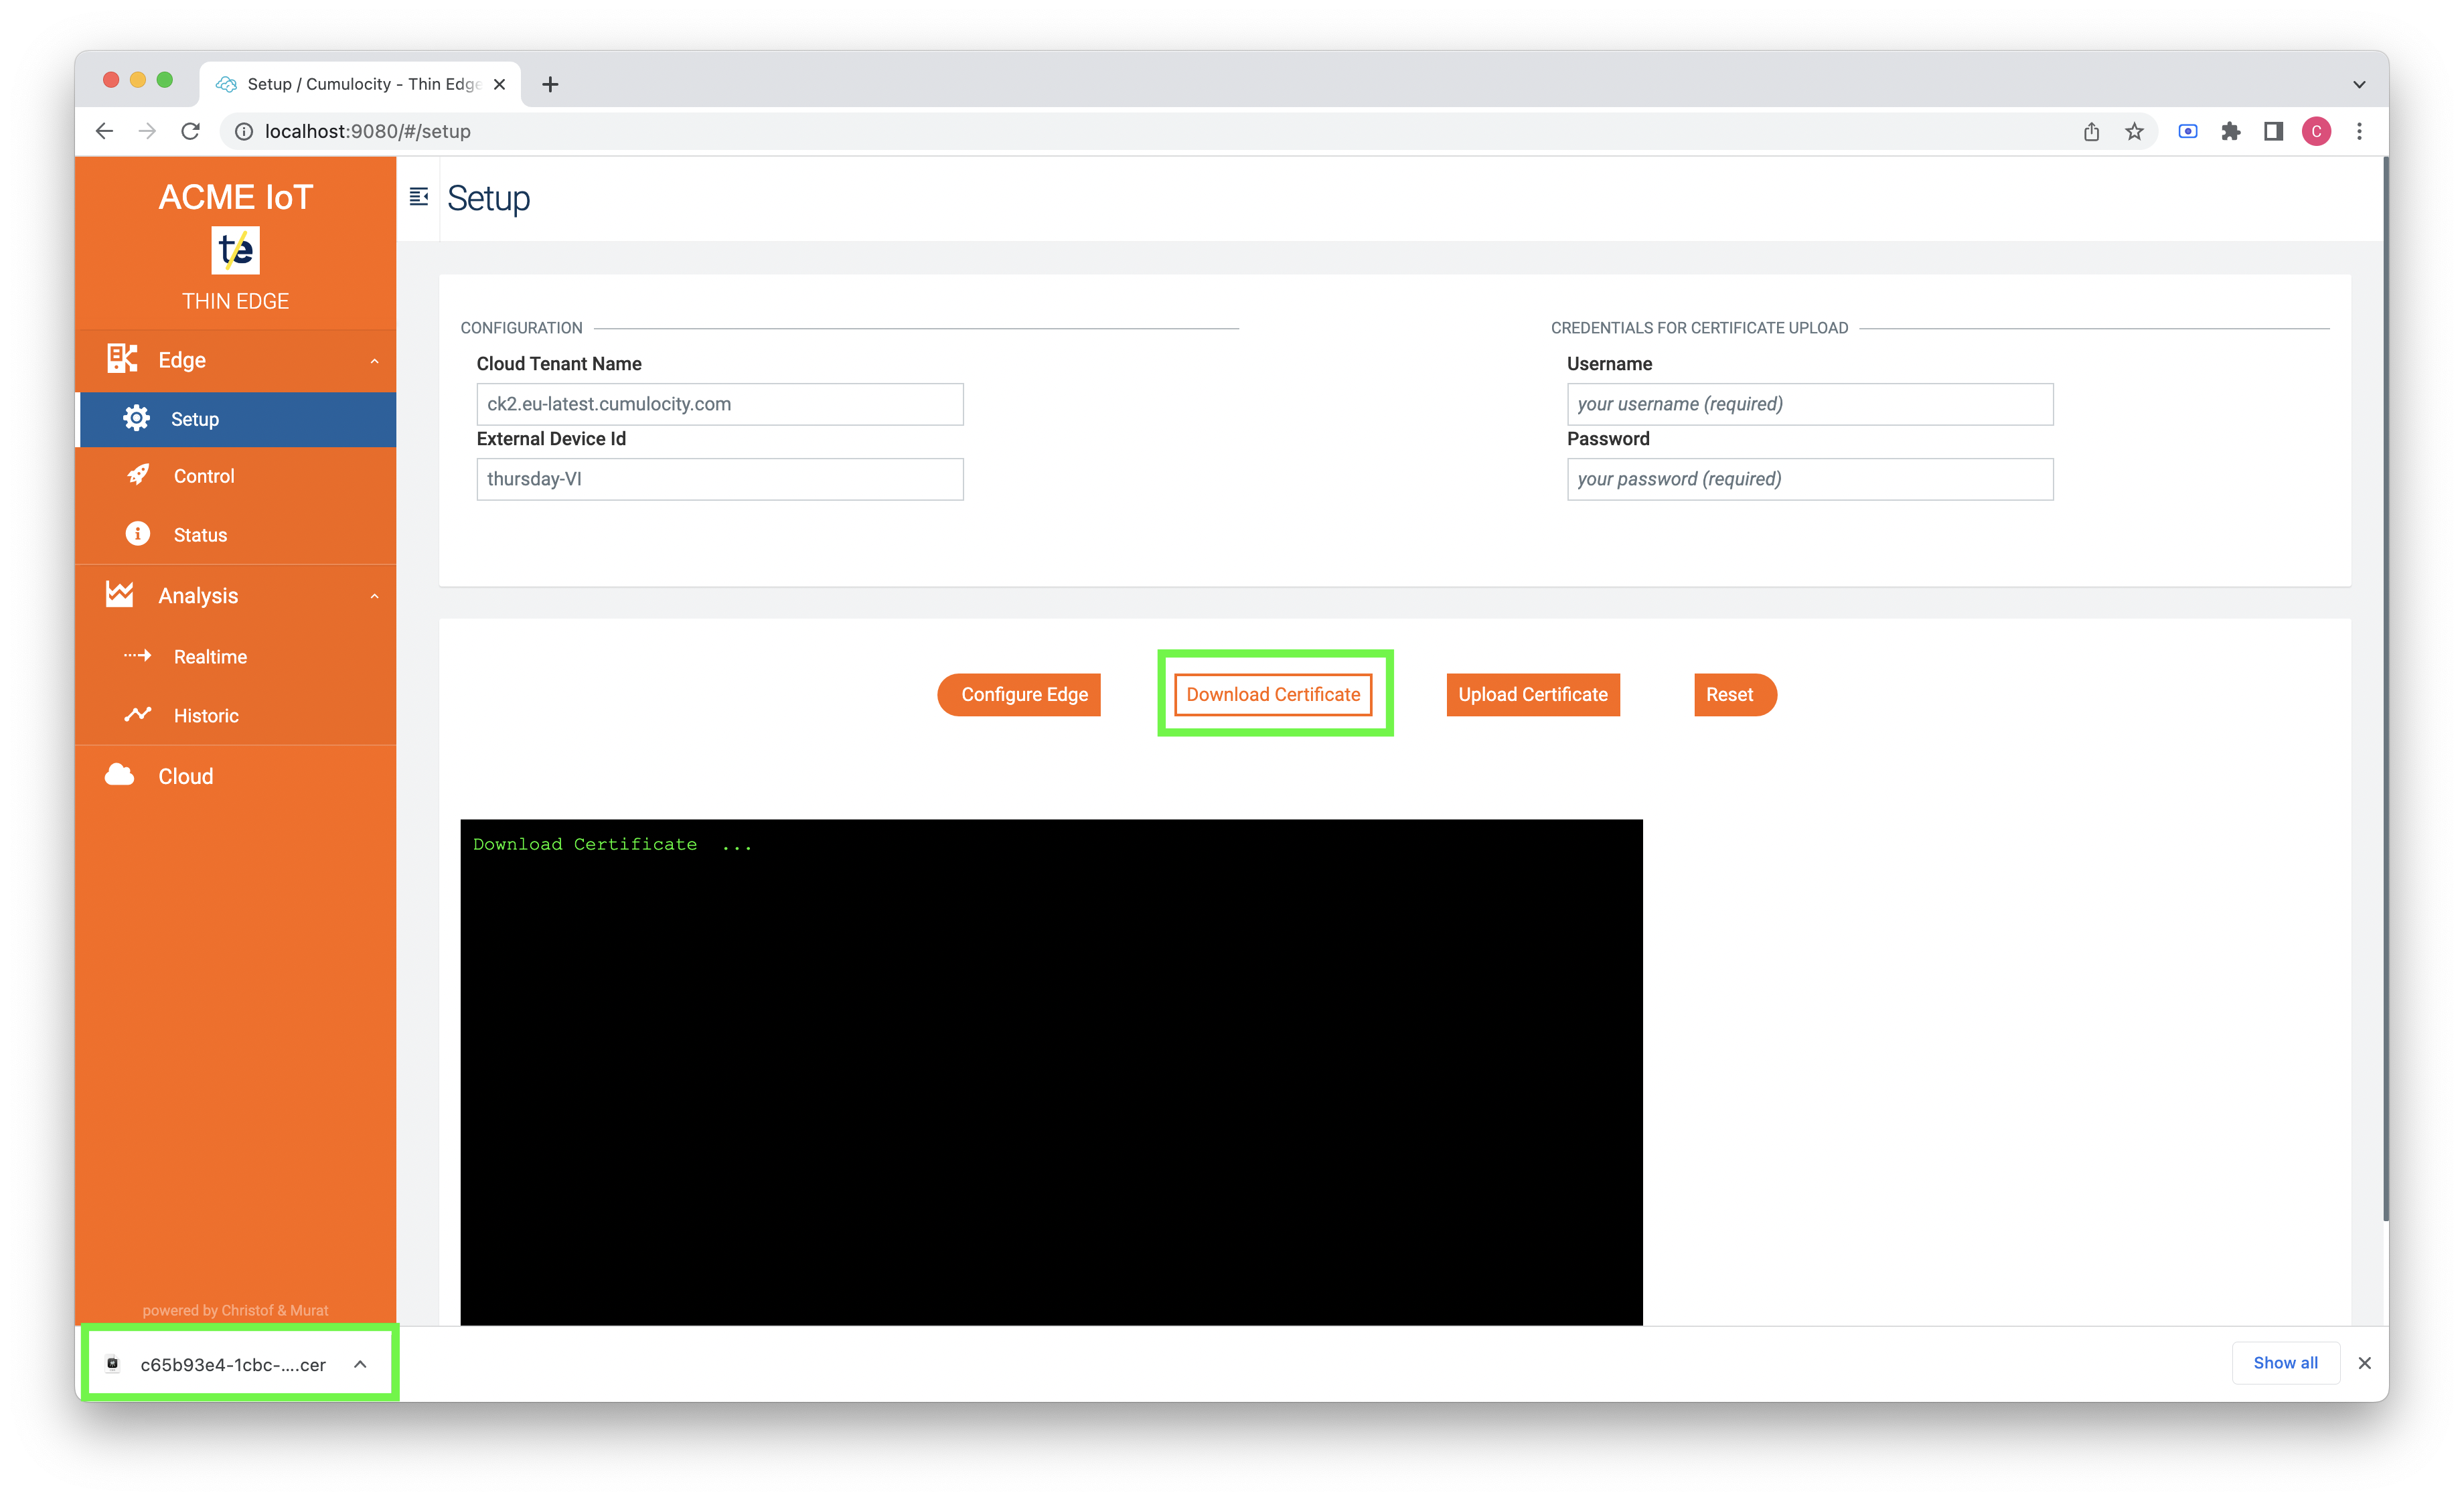 Setup / Cumulocity - Thin Edge
localhost:9080/#/setup
C
ACME IoT
te
THIN EDGE
Edge
Setup
Control
Status
Analysis
Realtime
Historic
Cloud
powered by Christof & Murat
Setup
CONFIGURATION
Cloud Tenant Name
ck2.eu-latest.cumulocity.com
External Device Id
thursday-VI
CREDENTIALS FOR CERTIFICATE UPLOAD
Username
your username (required)
Password
your password (required)
Configure Edge
Download Certificate
Upload Certificate
Reset
Download Certificate ...
c65b93e4-1cbc-....cer
Show all